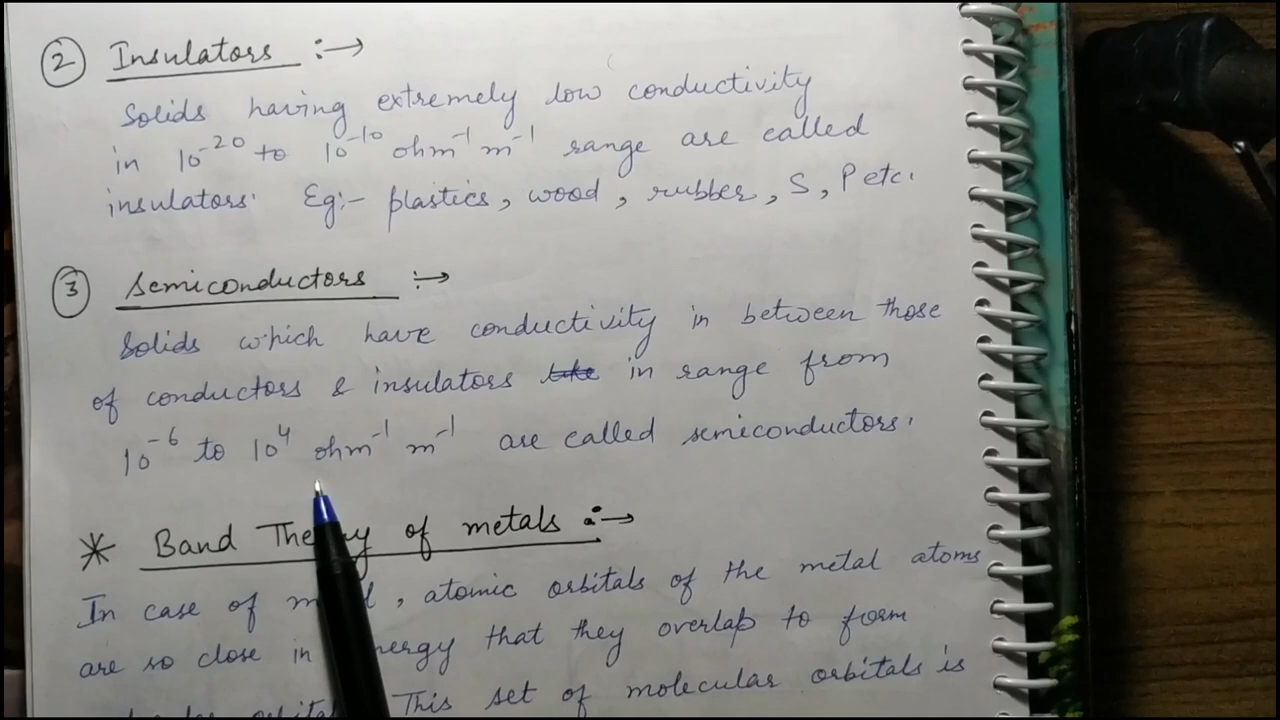 ② Insulators :→
Solids having extremely low conductivity
in 10⁻²⁰ to 10⁻¹⁰ ohm⁻¹ m⁻¹ range are called
insulators. Eg:- plastics, wood, rubber, S, P etc.
③ Semiconductors :→
Solids which have conductivity in between those
of conductors & insulators in range from
10⁻⁶ to 10⁴ ohm⁻¹ m⁻¹ are called semiconductors.
* Band Theory of metals :→
In case of , atomic orbitals of the metal atoms
are so close in energy that they overlap to form
This set of molecular orbitals is